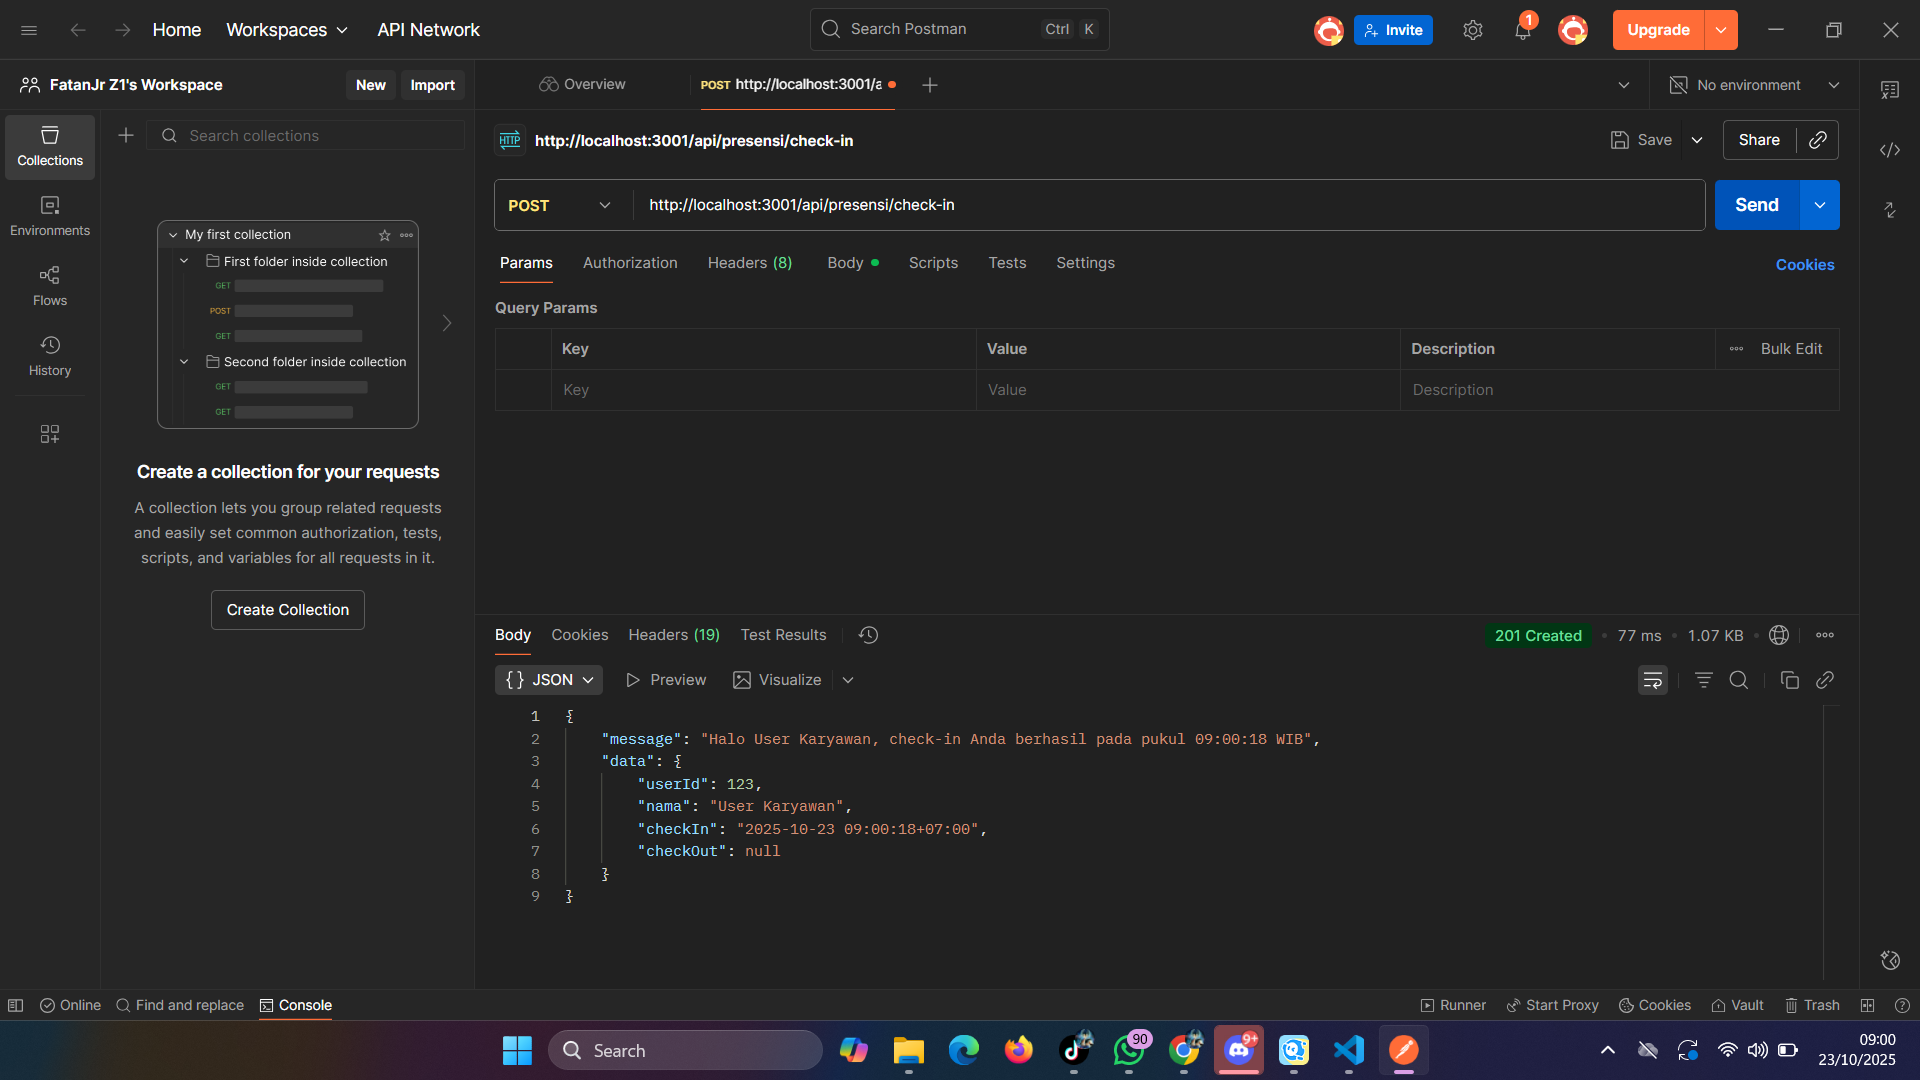 Home Workspaces API Network Search Postman Ctrl K Invite 1 Upgrade
FatanJr Z1's Workspace New Import Overview POST http://localhost:3001/a No environment
Search collections
Collections
Environments
Flows
History
My first collection
First folder inside collection
GET
POST
GET
Second folder inside collection
GET
GET
Create a collection for your requests
A collection lets you group related requests
and easily set common authorization, tests,
scripts, and variables for all requests in it.
Create Collection
HTTP http://localhost:3001/api/presensi/check-in Save Share
POST http://localhost:3001/api/presensi/check-in Send
Params Authorization Headers (8) Body Scripts Tests Settings Cookies
Query Params
Key Value Description Bulk Edit
Key Value Description
Body Cookies Headers (19) Test Results 201 Created 77 ms 1.07 KB
{} JSON Preview Visualize
1 {
2 "message": "Halo User Karyawan, check-in Anda berhasil pada pukul 09:00:18 WIB",
3 "data": {
4 "userId": 123,
5 "nama": "User Karyawan",
6 "checkIn": "2025-10-23 09:00:18+07:00",
7 "checkOut": null
8 }
9 }
Online Find and replace Console Runner Start Proxy Cookies Vault Trash
Search 90 9+ 09:00
23/10/2025